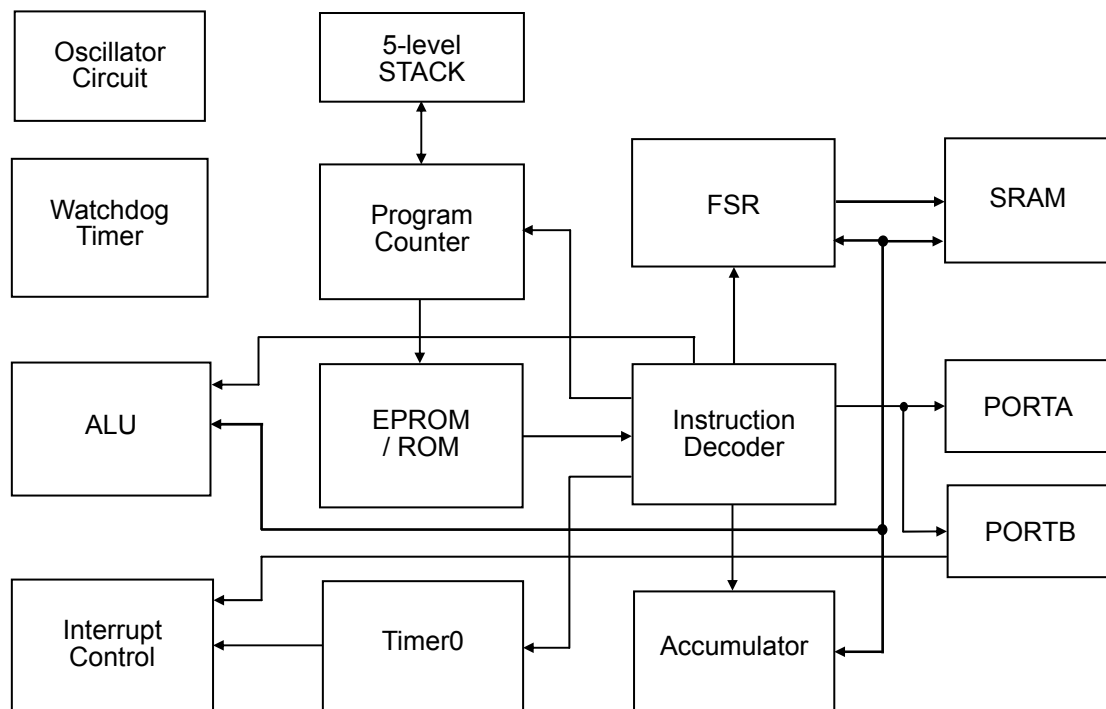 Oscillator
Circuit
5-level
STACK
Watchdog
Timer
Program
Counter
FSR
SRAM
ALU
EPROM
/ ROM
Instruction
Decoder
PORTA
PORTB
Interrupt
Control
Timer0
Accumulator